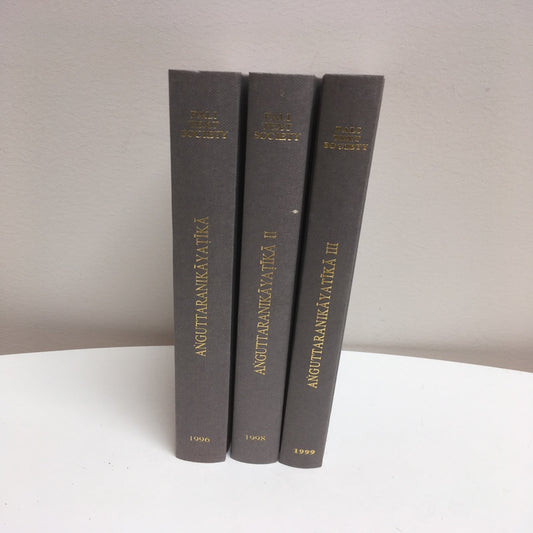 PALI
TEXT
SOCIETY
AṄGUTTARANIKĀYAṬĪKĀ
1996
PALI
TEXT
SOCIETY
AṄGUTTARANIKĀYAṬĪKĀ II
1998
PALI
TEXT
SOCIETY
AṄGUTTARANIKĀYAṬĪKĀ III
1999